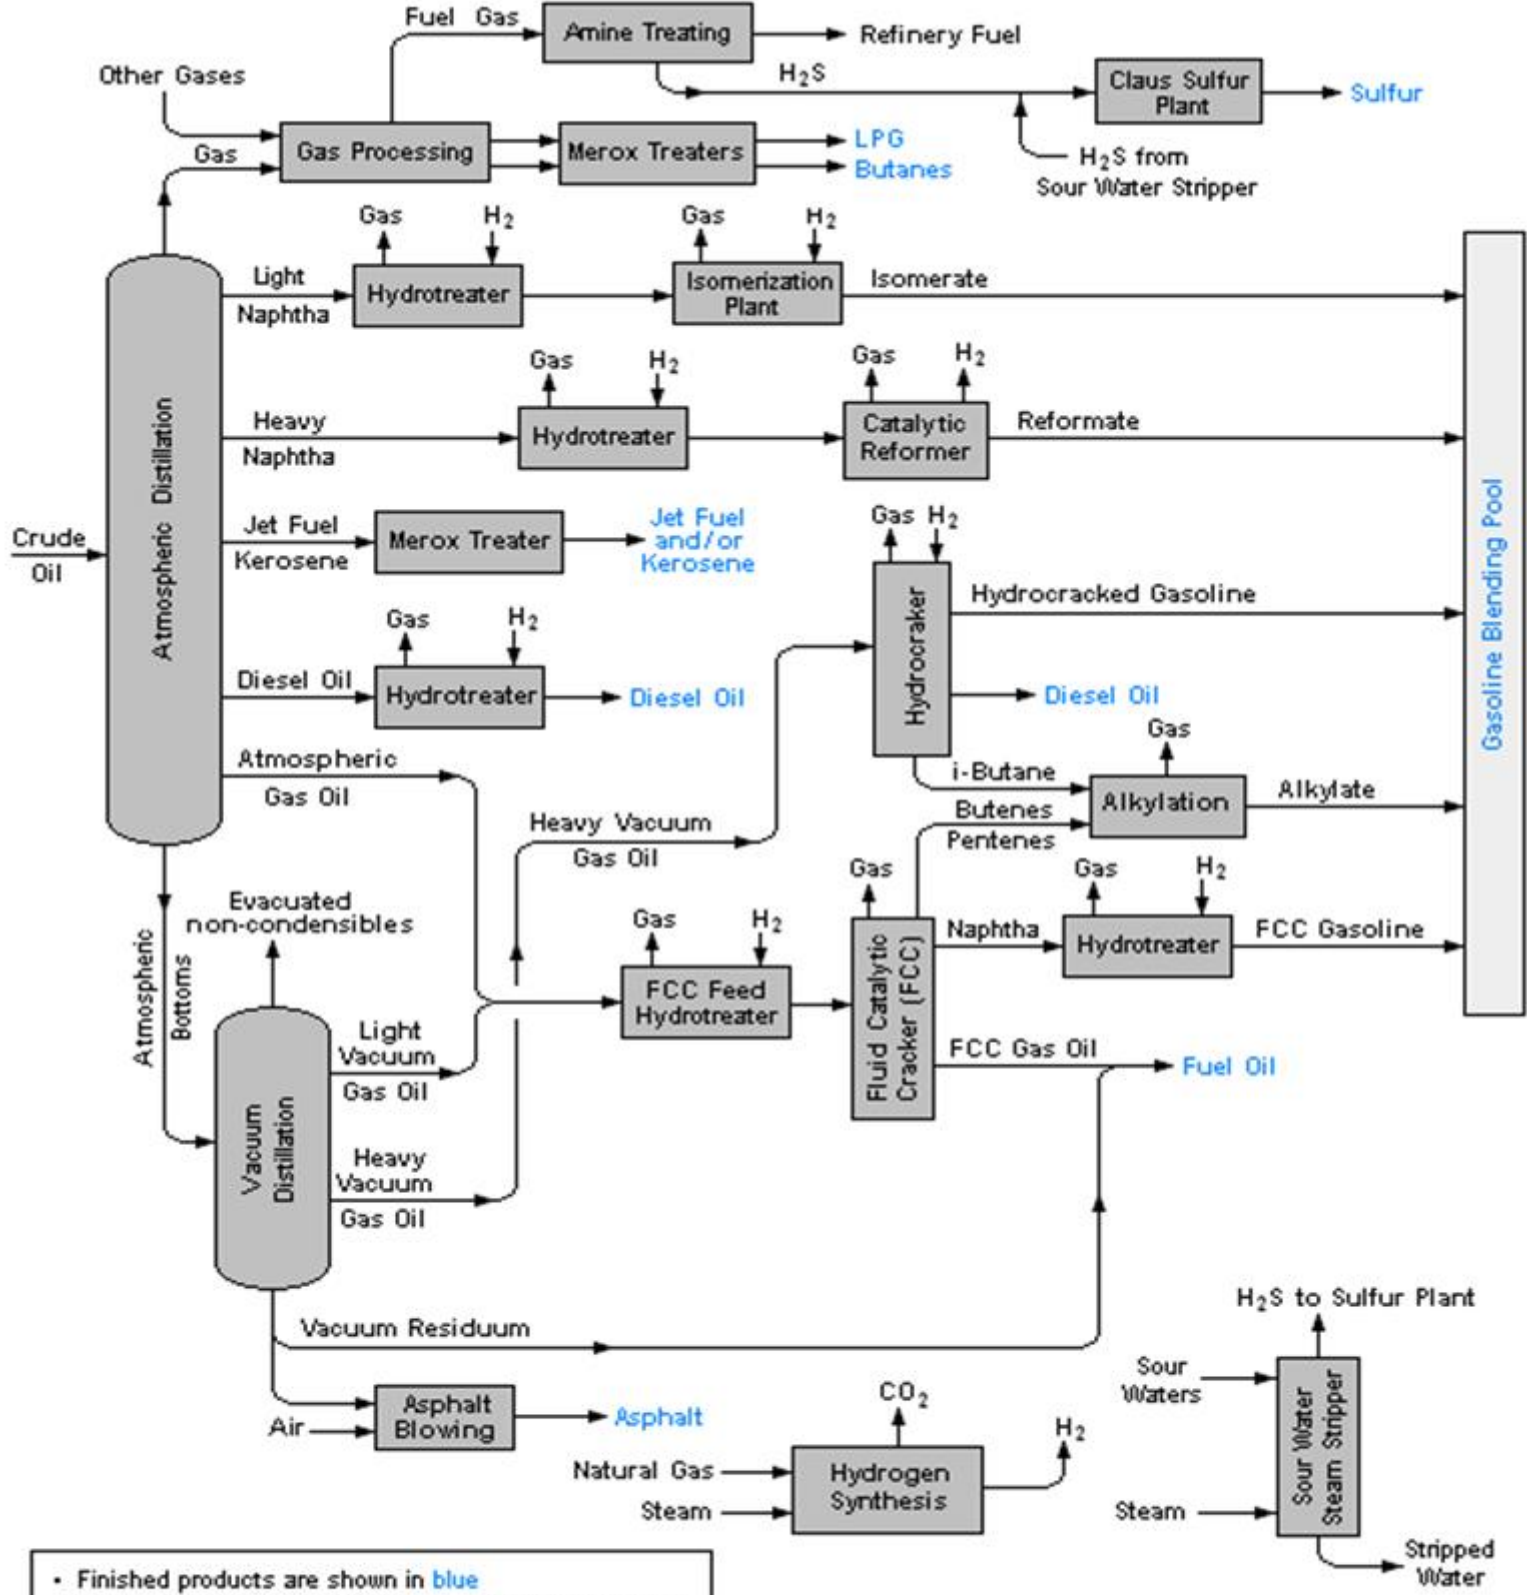 Fuel Gas
Amine Treating
Refinery Fuel
Other Gases
H₂S
Claus Sulfur
Plant
Sulfur
Gas
Gas Processing
Merox Treaters
LPG
Butanes
H₂S from
Sour Water Stripper
Gas
H₂
Gas
H₂
Light
Naphtha
Hydrotreater
Isomerization
Plant
Isomerate
Gas
H₂
Gas
H₂
Heavy
Naphtha
Hydrotreater
Catalytic
Reformer
Reformate
Atmospheric Distillation
Gasoline Blending Pool
Crude
Oil
Jet Fuel
Kerosene
Merox Treater
Jet Fuel
and/or
Kerosene
Gas
H₂
Hydrocraker
Hydrocracked Gasoline
Gas
H₂
Diesel Oil
Hydrotreater
Diesel Oil
Diesel Oil
Gas
Atmospheric
Gas Oil
i-Butane
Butenes
Pentenes
Alkylation
Alkylate
Heavy Vacuum
Gas Oil
Evacuated
non-condensibles
Atmospheric
Bottoms
Gas
H₂
Gas
Gas
H₂
Naphtha
Hydrotreater
FCC Gasoline
FCC Feed
Hydrotreater
Fluid Catalytic
Cracker (FCC)
Light
Vacuum
Gas Oil
FCC Gas Oil
Fuel Oil
Vacuum
Distillation
Heavy
Vacuum
Gas Oil
Vacuum Residuum
H₂S to Sulfur Plant
Sour
Waters
Sour Water
Steam Stripper
Steam
Stripped
Water
Air
Asphalt
Blowing
Asphalt
CO₂
H₂
Natural Gas
Steam
Hydrogen
Synthesis
• Finished products are shown in blue